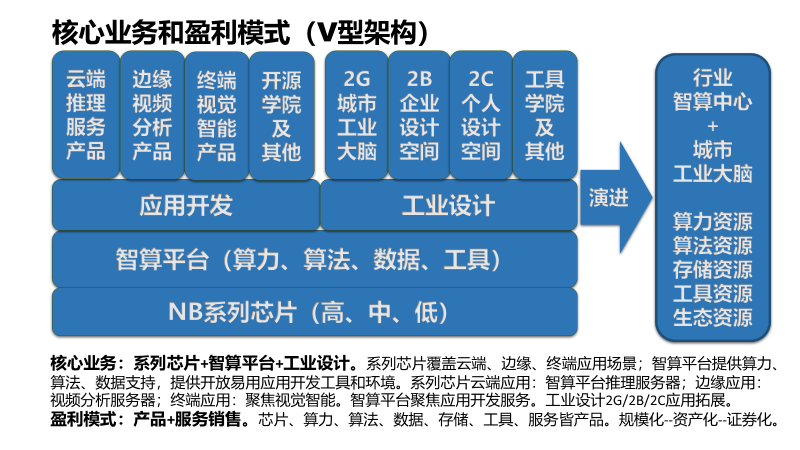 核心业务和盈利模式（V型架构）
云端
推理
服务
产品
边缘
视频
分析
产品
终端
视觉
智能
产品
开源
学院
及
其他
2G
城市
工业
大脑
2B
企业
设计
空间
2C
个人
设计
空间
工具
学院
及
其他
应用开发
工业设计
智算平台（算力、算法、数据、工具）
NB系列芯片（高、中、低）
演进
行业
智算中心
+
城市
工业大脑
算力资源
算法资源
存储资源
工具资源
生态资源
核心业务：系列芯片+智算平台+工业设计。系列芯片覆盖云端、边缘、终端应用场景；智算平台提供算力、
算法、数据支持，提供开放易用应用开发工具和环境。系列芯片云端应用：智算平台推理服务器；边缘应用：
视频分析服务器；终端应用：聚焦视觉智能。智算平台聚焦应用开发服务。工业设计2G/2B/2C应用拓展。
盈利模式：产品+服务销售。芯片、算力、算法、数据、存储、工具、服务皆产品。规模化--资产化--证券化。